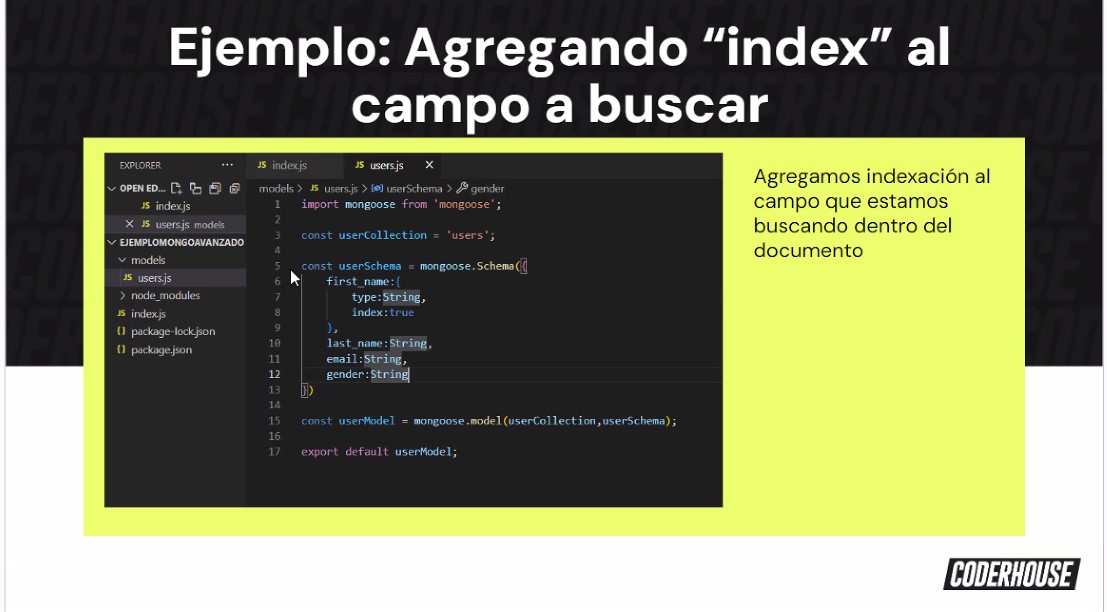 Ejemplo: Agregando “index” al
campo a buscar
EXPLORER
OPEN ED...
JS index.js
JS users.js models
EJEMPLOMONGOAVANZADO
models
JS users.js
node_modules
JS index.js
{} package-lock.json
{} package.json
JS index.js JS users.js
models > JS users.js > userSchema > gender
1 import mongoose from 'mongoose';
2
3 const userCollection = 'users';
4
5 const userSchema = mongoose.Schema({
6 first_name:{
7 type:String,
8 index:true
9 },
10 last_name:String,
11 email:String,
12 gender:String
13 })
14
15 const userModel = mongoose.model(userCollection,userSchema);
16
17 export default userModel;
Agregamos indexación al
campo que estamos
buscando dentro del
documento
CODERHOUSE